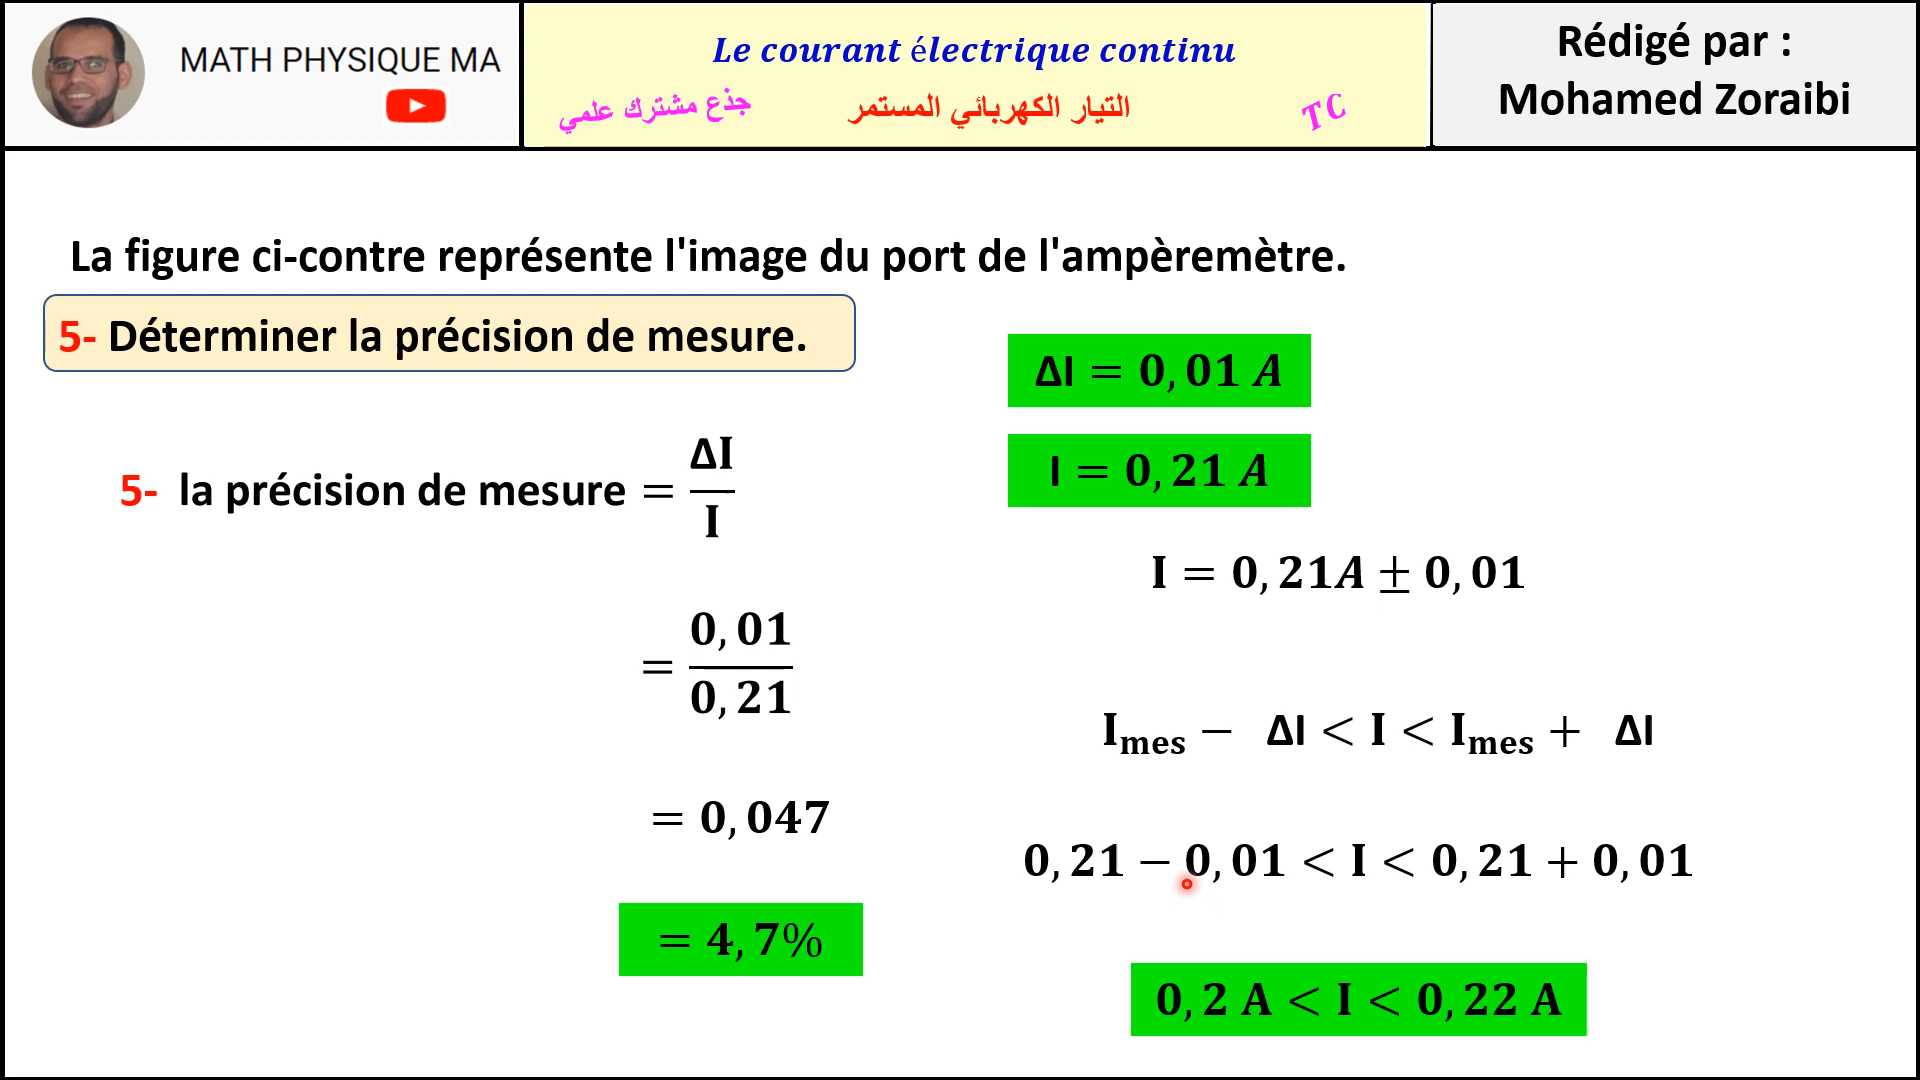 MATH PHYSIQUE MA
Le courant électrique continu
جذع مشترك علمي
التيار الكهربائي المستمر
TC
Rédigé par :
Mohamed Zoraibi
La figure ci-contre représente l'image du port de l'ampèremètre.
5- Déterminer la précision de mesure.
5- la précision de mesure = ΔI / I
= 0,01 / 0,21
= 0,047
= 4,7%
ΔI = 0,01 A
I = 0,21 A
I = 0,21A ± 0,01
Imes − ΔI < I < Imes + ΔI
0,21 − 0,01 < I < 0,21 + 0,01
0,2 A < I < 0,22 A